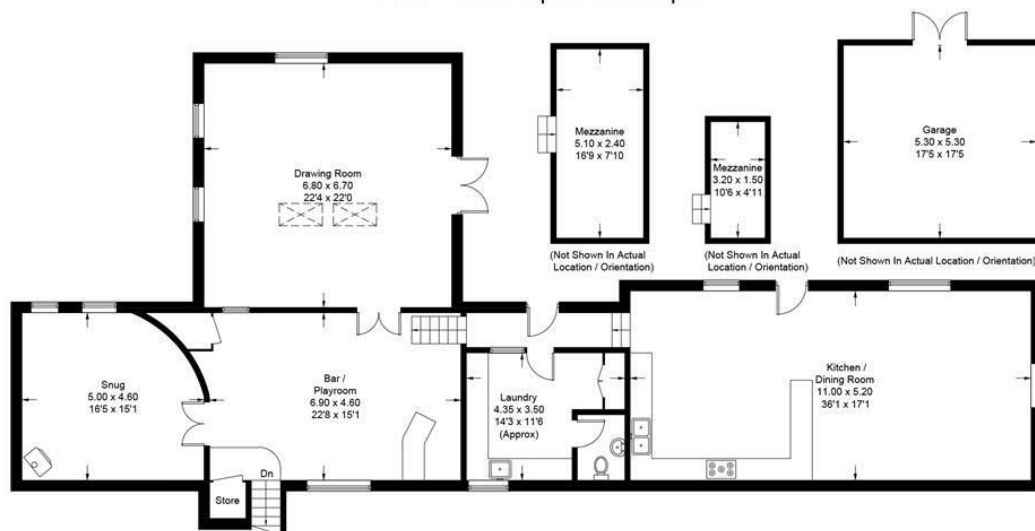 Mezzanine
5.10 x 2.40
16'9 x 7'10
(Not Shown In Actual
Location / Orientation)
Mezzanine
3.20 x 1.50
10'6 x 4'11
(Not Shown In Actual
Location / Orientation)
Garage
5.30 x 5.30
17'5 x 17'5
(Not Shown In Actual Location / Orientation)
Drawing Room
6.80 x 6.70
22'4 x 22'0
Snug
5.00 x 4.60
16'5 x 15'1
Bar /
Playroom
6.90 x 4.60
22'8 x 15'1
Laundry
4.35 x 3.50
14'3 x 11'6
(Approx)
Kitchen /
Dining Room
11.00 x 5.20
36'1 x 17'1
Dn
Store